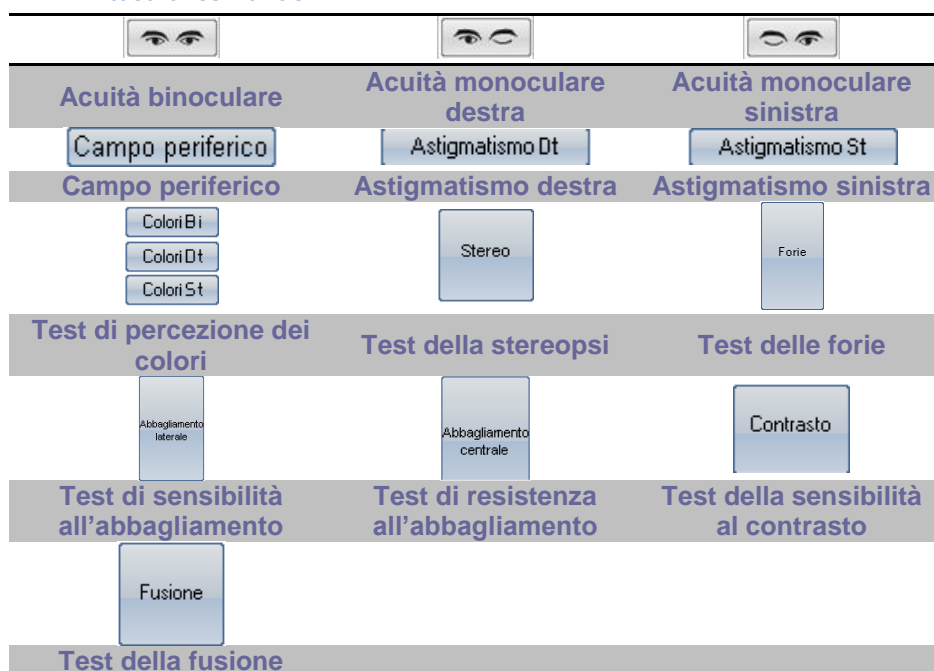 Acuità binoculare
Acuità monoculare
destra
Acuità monoculare
sinistra
Campo periferico
Astigmatismo Dt
Astigmatismo St
Campo periferico
Astigmatismo destra
Astigmatismo sinistra
Colori Bi
Colori Dt
Colori St
Stereo
Forie
Test di percezione dei
colori
Test della stereopsi
Test delle forie
Abbagliamento
laterale
Abbagliamento
centrale
Contrasto
Test di sensibilità
all’abbagliamento
Test di resistenza
all’abbagliamento
Test della sensibilità
al contrasto
Fusione
Test della fusione